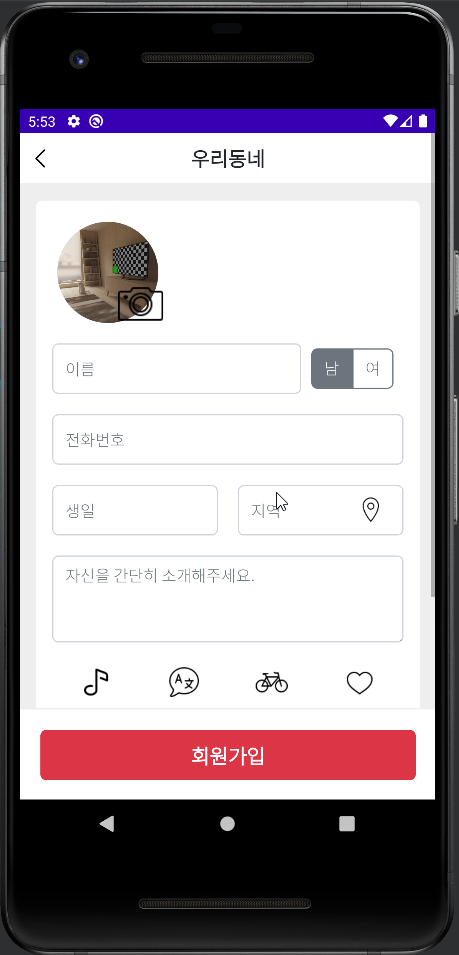 5:53
우리동네
이름
남 여
전화번호
생일 지역
자신을 간단히 소개해주세요.
회원가입